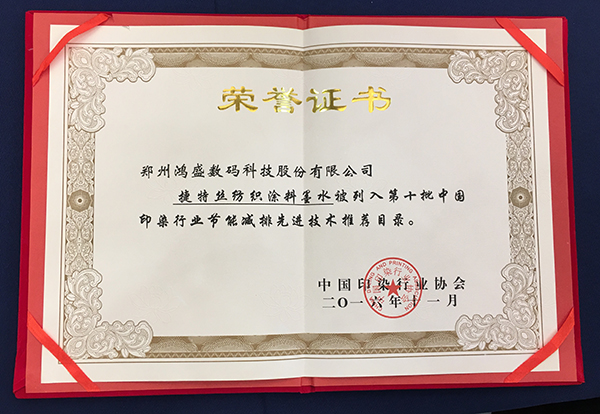 荣誉证书
郑州鸿盛数码科技股份有限公司
捷特丝纺织涂料墨水被列入第十批中国
印染行业节能减排先进技术推荐目录。
中国印染行业协会
二〇一六年十一月